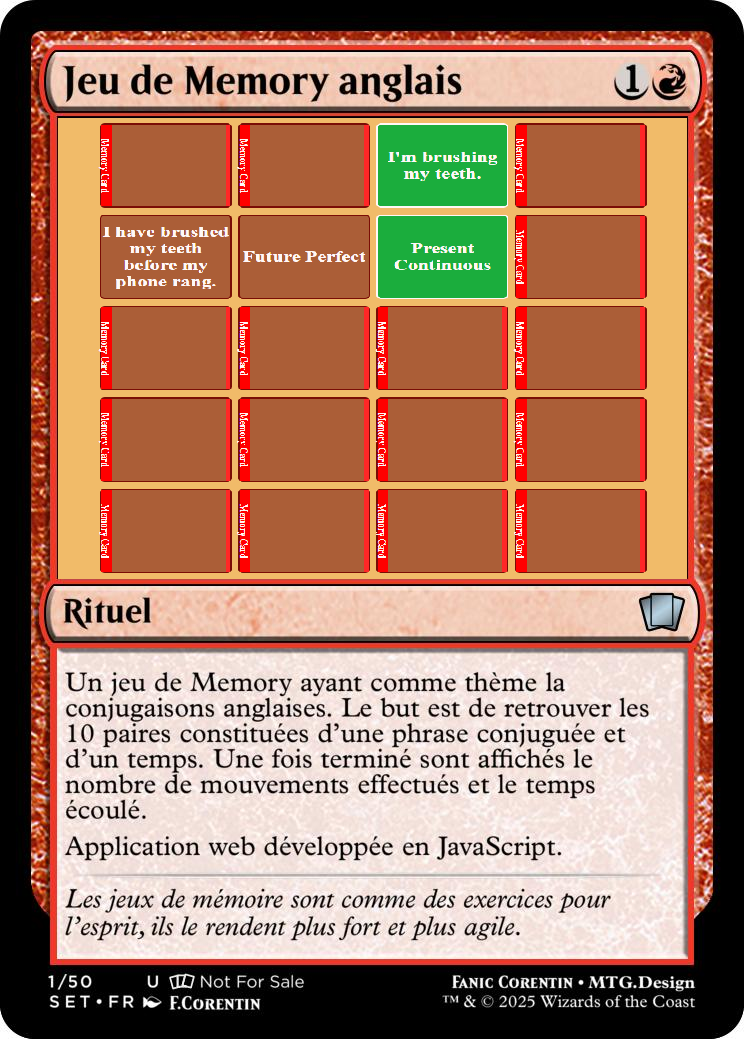 Jeu de Memory anglais
1
Memory Card
Memory Card
I'm brushing
my teeth.
Memory Card
I have brushed
my teeth
before my
phone rang.
Future Perfect
Present
Continuous
Memory Card
Memory Card
Memory Card
Memory Card
Memory Card
Memory Card
Memory Card
Memory Card
Memory Card
Memory Card
Memory Card
Memory Card
Memory Card
Rituel
Un jeu de Memory ayant comme thème la
conjugaisons anglaises. Le but est de retrouver les
10 paires constituées d'une phrase conjuguée et
d'un temps. Une fois terminé sont affichés le
nombre de mouvements effectués et le temps
écoulé.
Application web développée en JavaScript.
Les jeux de mémoire sont comme des exercices pour
l'esprit, ils le rendent plus fort et plus agile.
1/50 U Not For Sale
SET • FR F.CORENTIN
FANIC CORENTIN • MTG.DESIGN
™ & © 2025 Wizards of the Coast